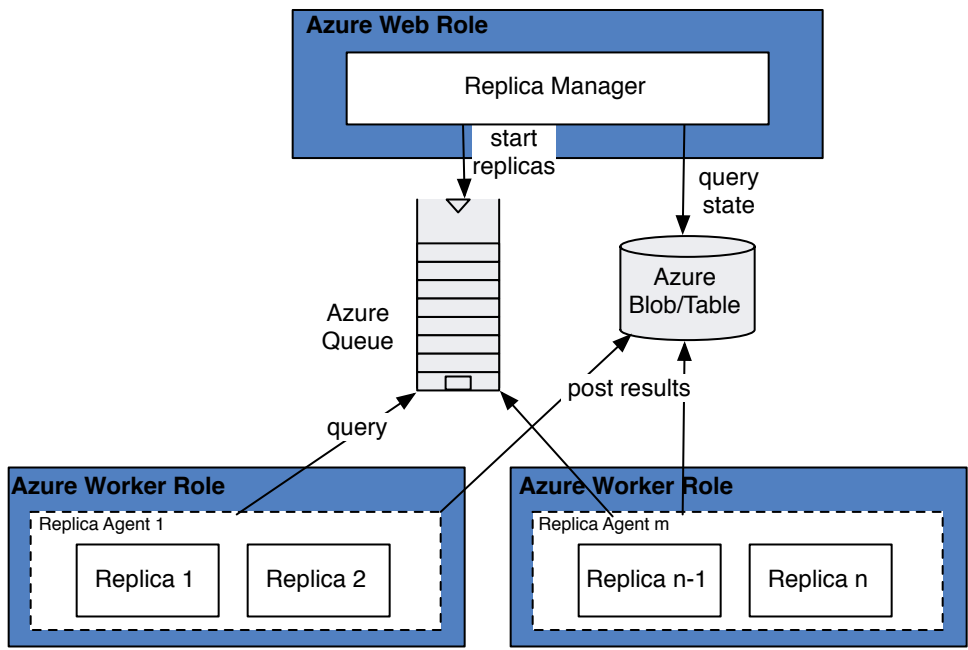 Azure Web Role
Replica Manager
start
replicas
query
state
Azure
Blob/Table
Azure
Queue
post results
query
Azure Worker Role
Replica Agent 1
Replica 1
Replica 2
Azure Worker Role
Replica Agent m
Replica n-1
Replica n